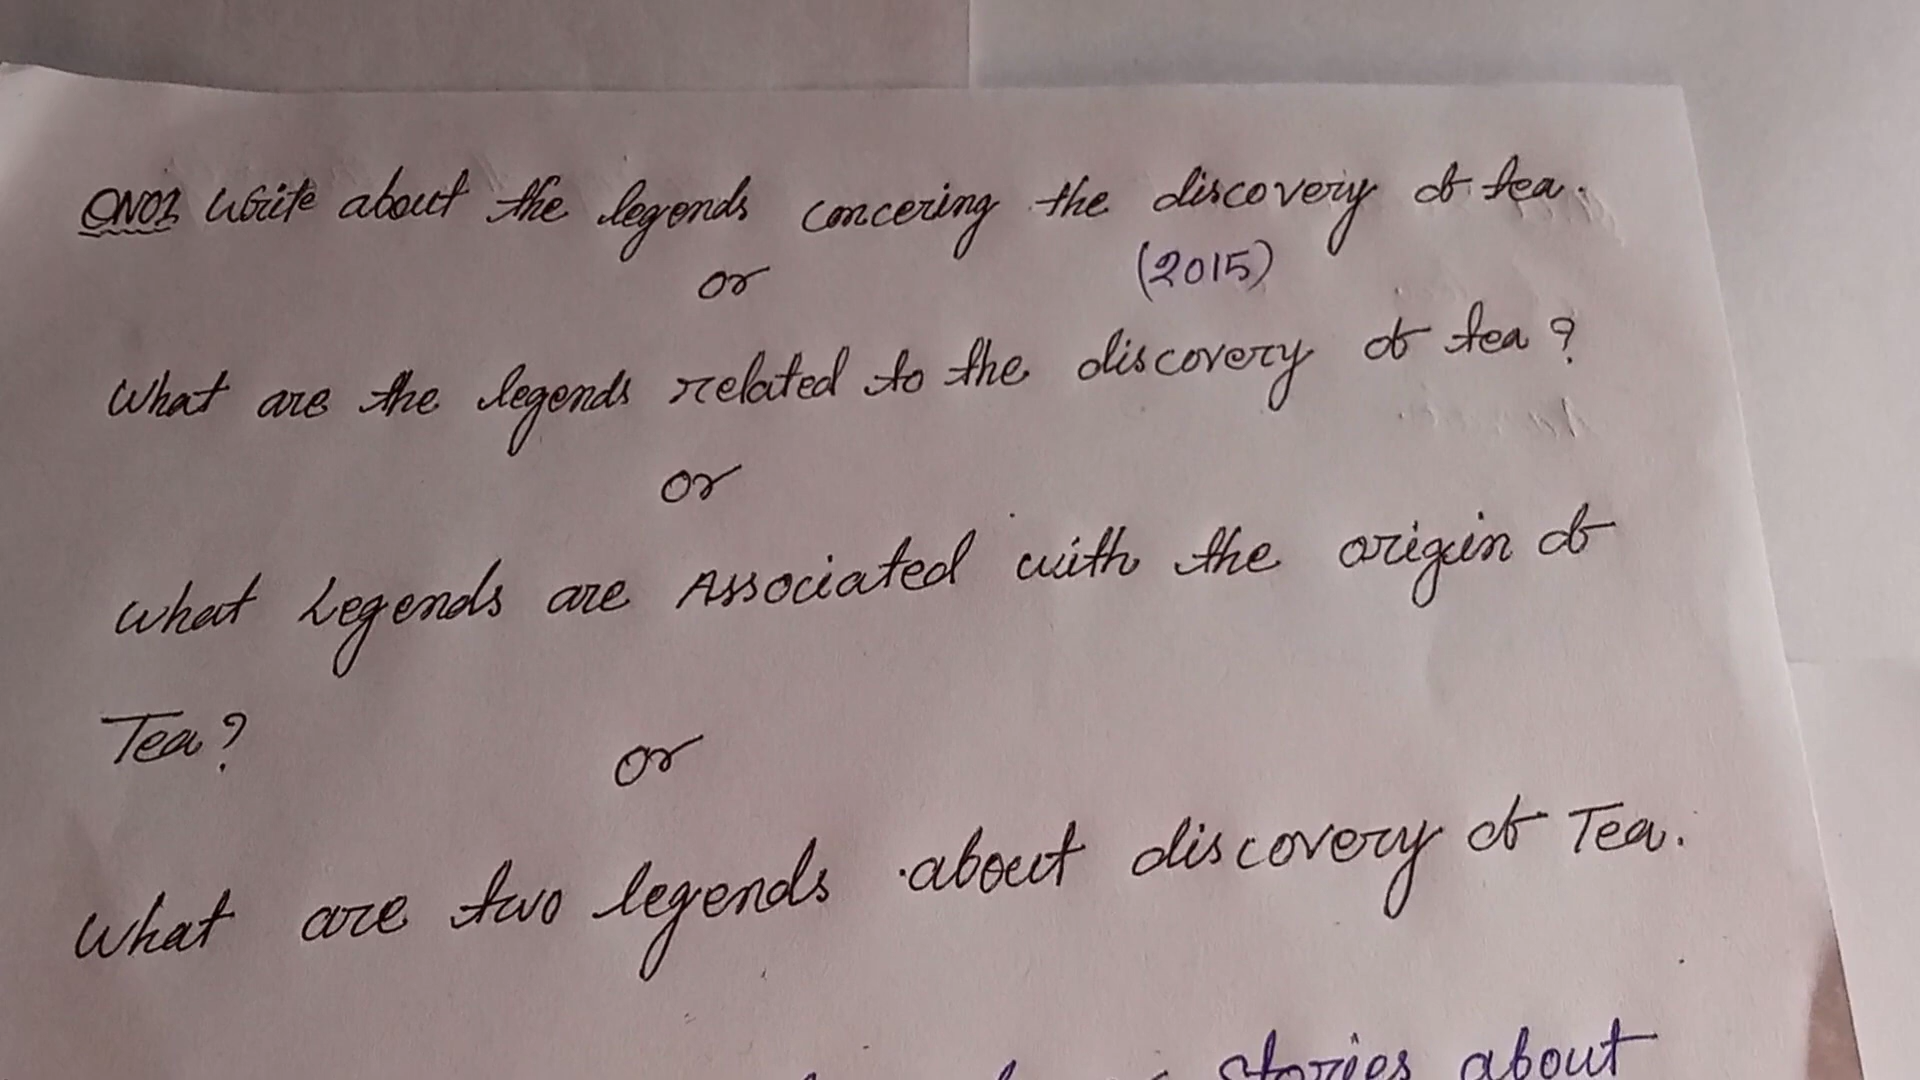 QNO1 Write about the legends concering the discovery of tea.
or (2015)
What are the legends related to the discovery of tea?
or
What Legends are Associated with the origin of
Tea?
or
What are two legends about discovery of Tea.
stories about